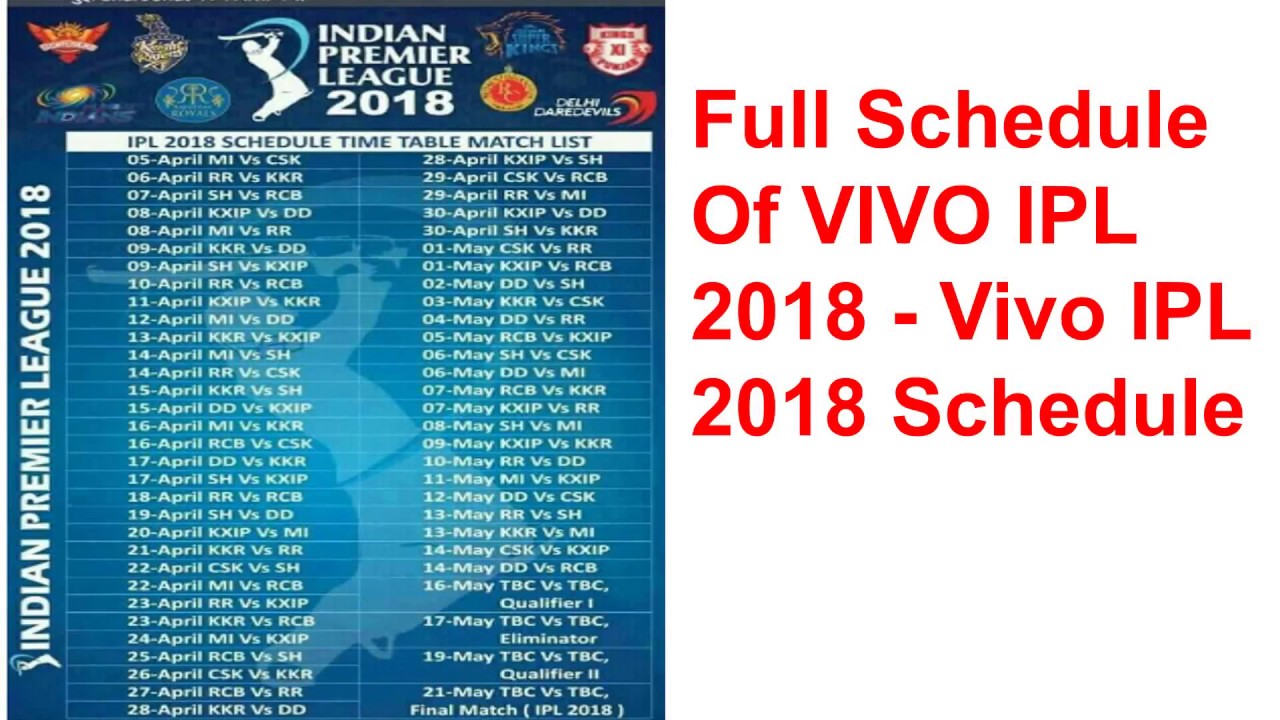 INDIAN
PREMIER
LEAGUE
2018
SUPER
KINGS
KINGS
XI
PUNJAB
Knight
Riders
INDIANS
RR
ROYALS
RC
DELHI
DAREDEVILS
IPL 2018 SCHEDULE TIME TABLE MATCH LIST
INDIAN PREMIER LEAGUE 2018
05-April MI Vs CSK
06-April RR Vs KKR
07-April SH Vs RCB
08-April KXIP Vs DD
08-April MI Vs RR
09-April KKR Vs DD
09-April SH Vs KXIP
10-April RR Vs RCB
11-April KXIP Vs KKR
12-April MI Vs DD
13-April KKR Vs KXIP
14-April MI Vs SH
14-April RR Vs CSK
15-April KKR Vs SH
15-April DD Vs KXIP
16-April MI Vs KKR
16-April RCB Vs CSK
17-April DD Vs KKR
17-April SH Vs KXIP
18-April RR Vs RCB
19-April SH Vs DD
20-April KXIP Vs MI
21-April KKR Vs RR
22-April CSK Vs SH
22-April MI Vs RCB
23-April RR Vs KXIP
23-April KKR Vs RCB
24-April MI Vs KXIP
25-April RCB Vs SH
26-April CSK Vs KKR
27-April RCB Vs RR
28-April KKR Vs DD
28-April KXIP Vs SH
29-April CSK Vs RCB
29-April RR Vs MI
30-April KXIP Vs DD
30-April SH Vs KKR
01-May CSK Vs RR
01-May KXIP Vs RCB
02-May DD Vs SH
03-May KKR Vs CSK
04-May DD Vs RR
05-May RCB Vs KXIP
06-May SH Vs CSK
06-May DD Vs MI
07-May RCB Vs KKR
07-May KXIP Vs RR
08-May SH Vs MI
09-May KXIP Vs KKR
10-May RR Vs DD
11-May MI Vs KXIP
12-May DD Vs CSK
13-May RR Vs SH
13-May KKR Vs MI
14-May CSK Vs KXIP
14-May DD Vs RCB
16-May TBC Vs TBC,
Qualifier I
17-May TBC Vs TBC,
Eliminator
19-May TBC Vs TBC,
Qualifier II
21-May TBC Vs TBC,
Final Match ( IPL 2018 )
Full Schedule
Of VIVO IPL
2018 - Vivo IPL
2018 Schedule